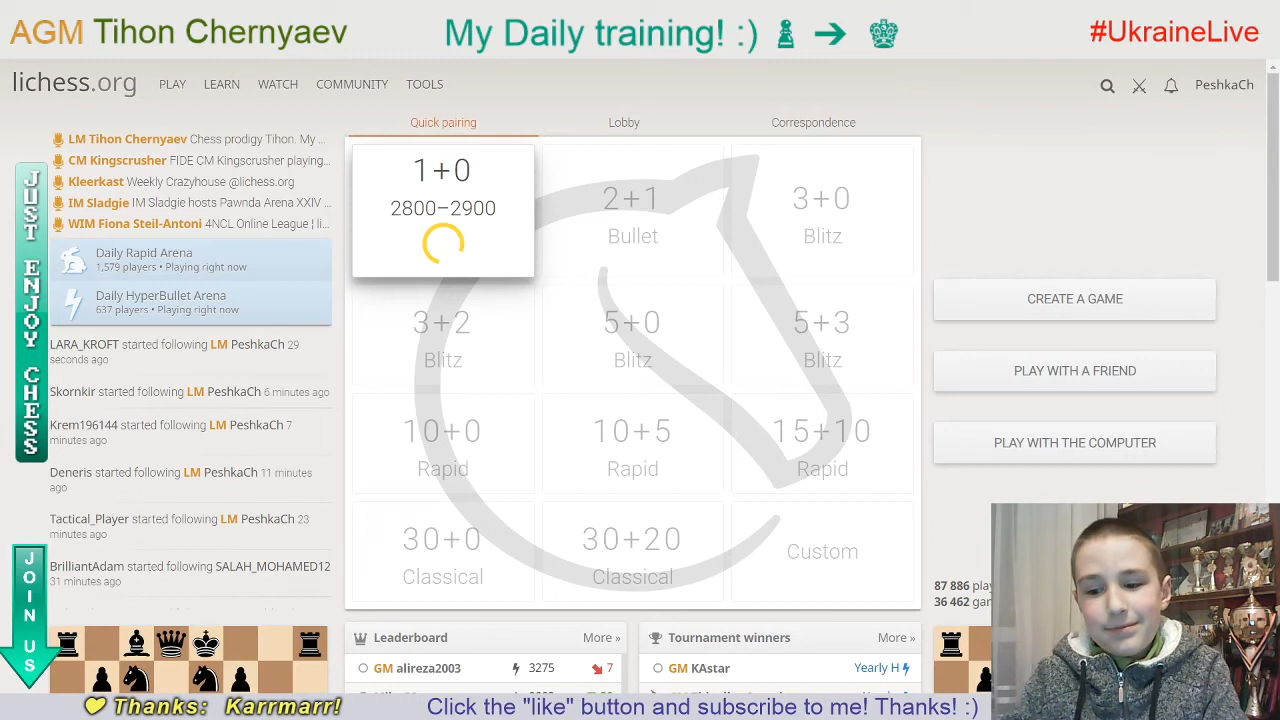 AGM Tihon Chernyaev
My Daily training! :)
#UkraineLive
lichess.org
PLAY
LEARN
WATCH
COMMUNITY
TOOLS
PeshkaCh
JUST ENJOY CHESS
JOIN US
LM Tihon Chernyaev Chess prodigy Tihon. My ...
CM Kingscrusher FIDE CM Kingscrusher playing...
Kleerkast Weekly Crazyhouse @lichess.org
IM Sladgie IM Sladgie hosts Pawnda Arena XXIV ...
WIM Fiona Steil-Antoni 4NCL Online League ¦ li...
Daily Rapid Arena
1,579 players • Playing right now
Daily HyperBullet Arena
637 players • Playing right now
LARA_KROFT started following LM PeshkaCh 29
seconds ago
Skornkir started following LM PeshkaCh 6 minutes ago
Krem196144 started following LM PeshkaCh 7
minutes ago
Deneris started following LM PeshkaCh 11 minutes
ago
Tactical_Player started following LM PeshkaCh 23
minutes ago
BrilliantAdam started following SALAH_MOHAMED12
31 minutes ago
Quick pairing
Lobby
Correspondence
1+0
2800–2900
2+1
Bullet
3+0
Blitz
3+2
Blitz
5+0
Blitz
5+3
Blitz
10+0
Rapid
10+5
Rapid
15+10
Rapid
30+0
Classical
30+20
Classical
Custom
CREATE A GAME
PLAY WITH A FRIEND
PLAY WITH THE COMPUTER
87 886 play
36 462 gam
Leaderboard
More »
GM alireza2003 3275 7
Tournament winners
More »
GM KAstar Yearly H
Thanks: Karrmarr!
Click the "like" button and subscribe to me! Thanks! :)